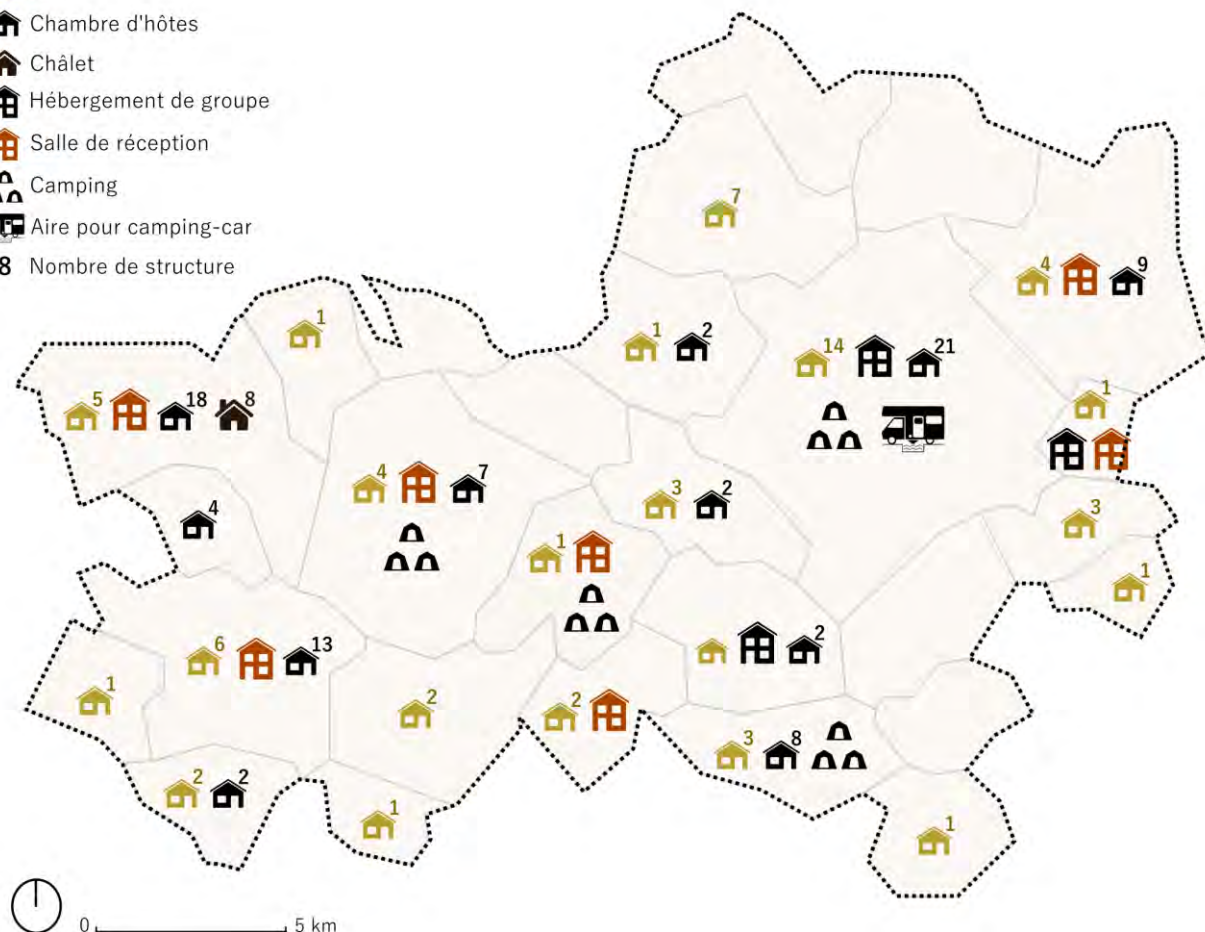 Chambre d'hôtes
Châlet
Hébergement de groupe
Salle de réception
Camping
Aire pour camping-car
8 Nombre de structure
7
4 9
1
1 2
14 21
1
5 18 8
4 7
3 2
4
3
1
1
2
6 13
1
2
2
3 8
2 2
1
1
0 5 km